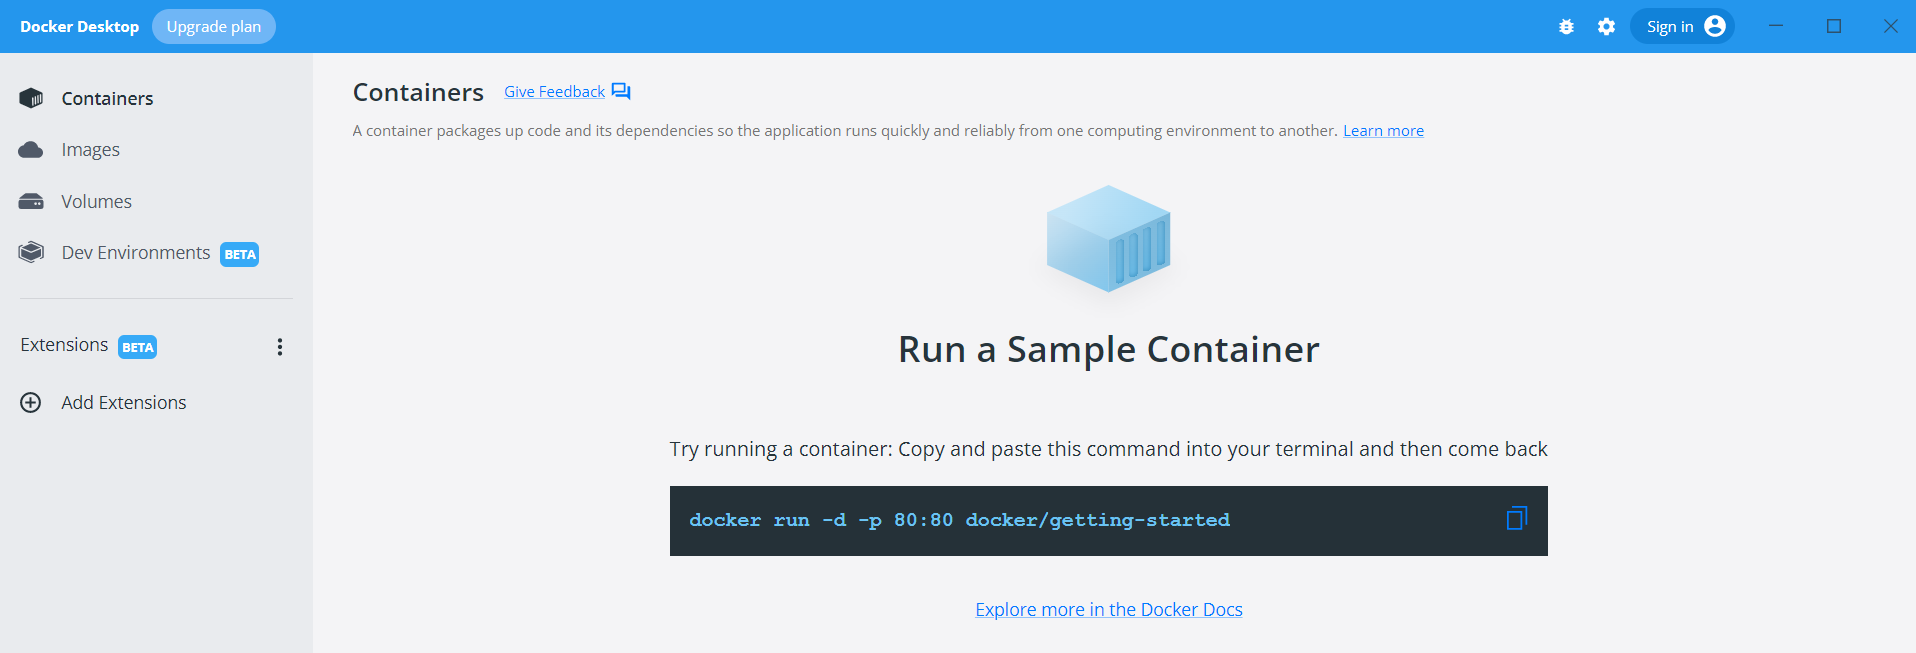 Docker Desktop Upgrade plan Sign in
Containers
Images
Volumes
Dev Environments BETA
Extensions BETA
Add Extensions
Containers Give Feedback
A container packages up code and its dependencies so the application runs quickly and reliably from one computing environment to another. Learn more
Run a Sample Container
Try running a container: Copy and paste this command into your terminal and then come back
docker run -d -p 80:80 docker/getting-started
Explore more in the Docker Docs